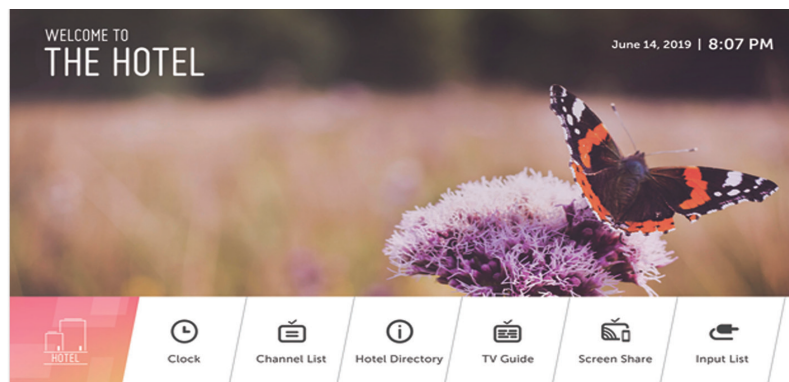 WELCOME TO
THE HOTEL
June 14, 2019 | 8:07 PM
HOTEL
Clock
Channel List
Hotel Directory
TV Guide
Screen Share
Input List